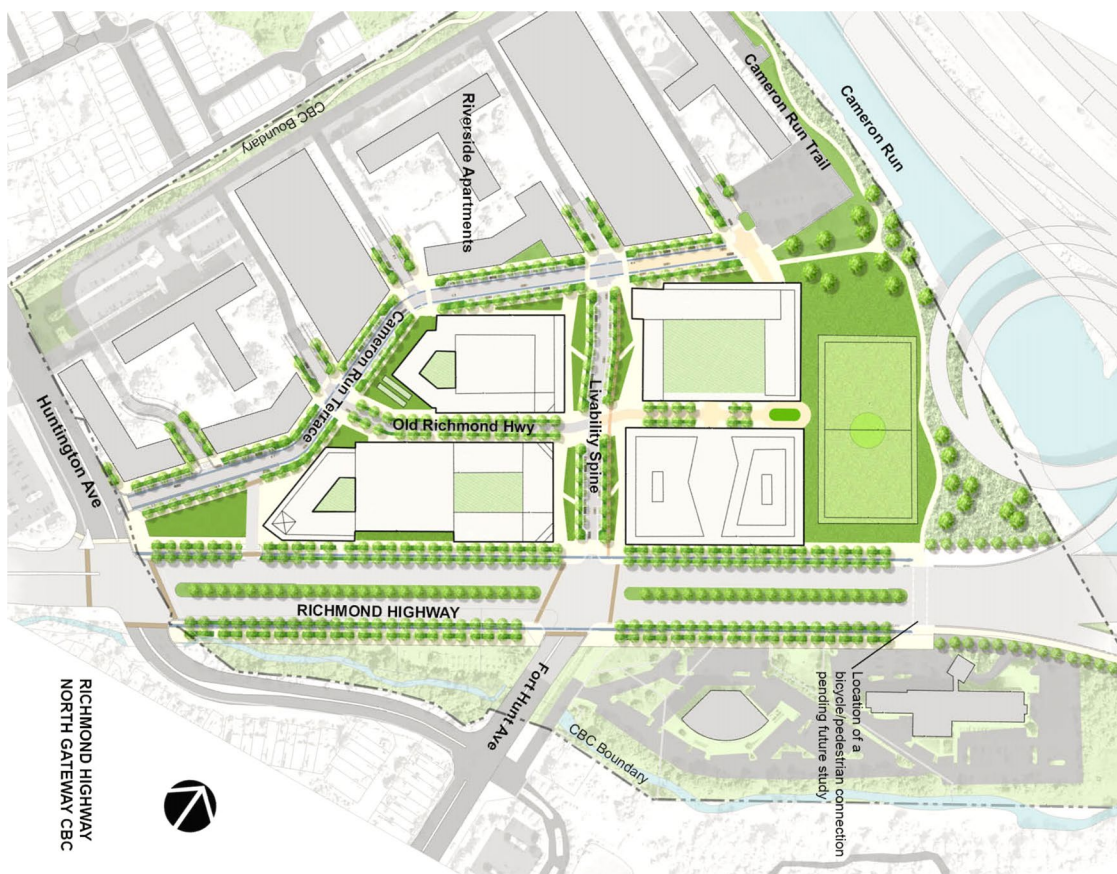 Cameron Run Trail
Cameron Run
CBC Boundary
Riverside Apartments
Cameron Run Terrace
Huntington Ave
Old Richmond Hwy
Livability Spine
RICHMOND HIGHWAY
Fort Hunt Ave
CBC Boundary
Location of a
bicycle/pedestrian connection
pending future study
RICHMOND HIGHWAY
NORTH GATEWAY CBC